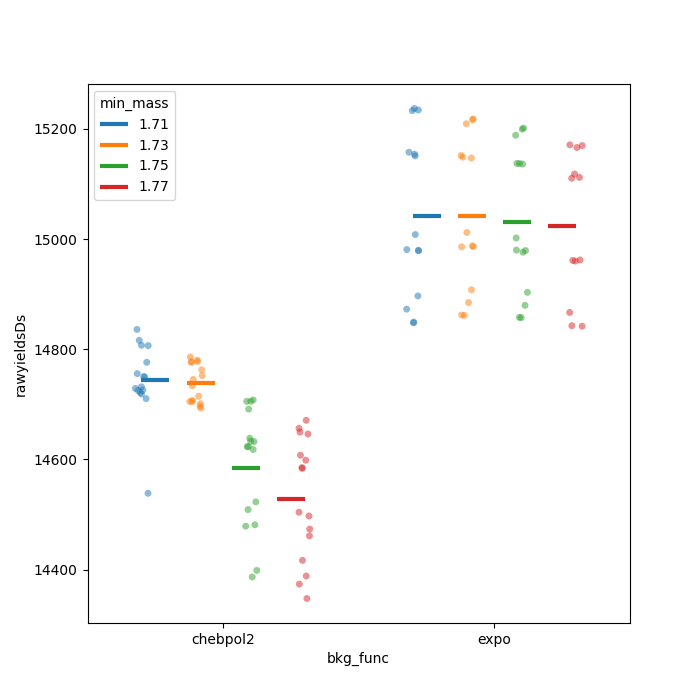 min_mass
1.71
1.73
1.75
1.77
15200
15000
14800
14600
14400
rawyieldsDs
chebpol2
expo
bkg_func